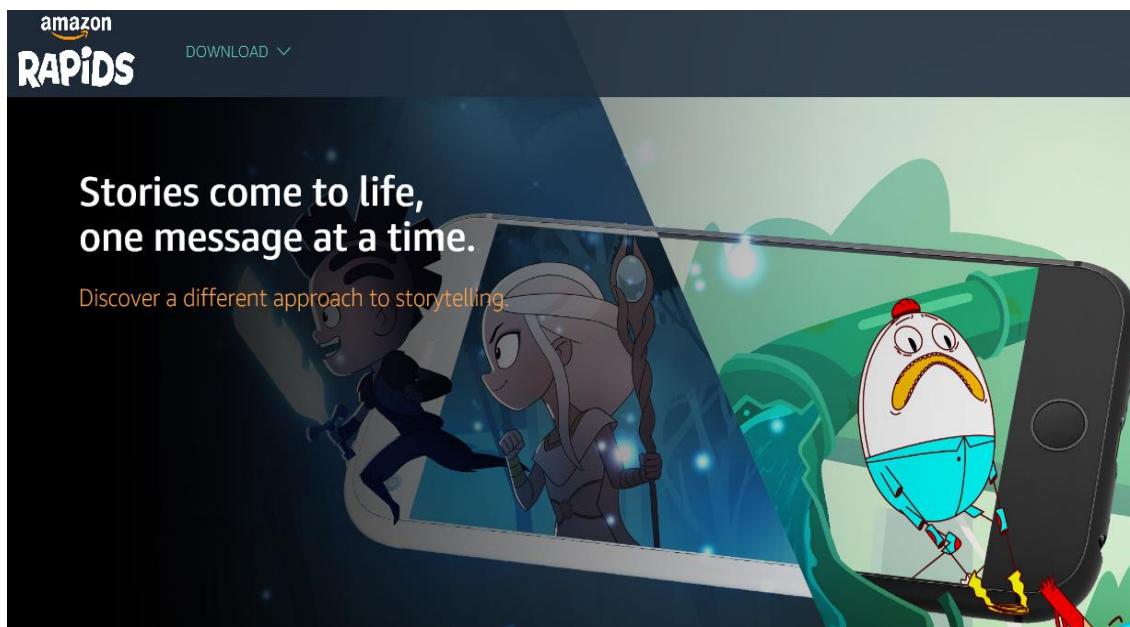 amazon
RAPiDS
DOWNLOAD
Stories come to life,
one message at a time.
Discover a different approach to storytelling.